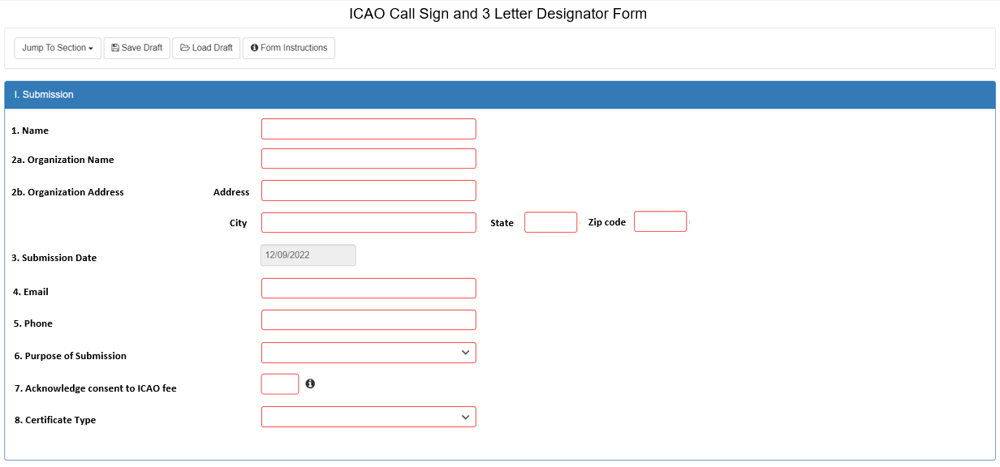 ICAO Call Sign and 3 Letter Designator Form
Jump To Section Save Draft Load Draft Form Instructions
I. Submission
1. Name
2a. Organization Name
2b. Organization Address Address
City State Zip code
3. Submission Date 12/09/2022
4. Email
5. Phone
6. Purpose of Submission
7. Acknowledge consent to ICAO fee
8. Certificate Type